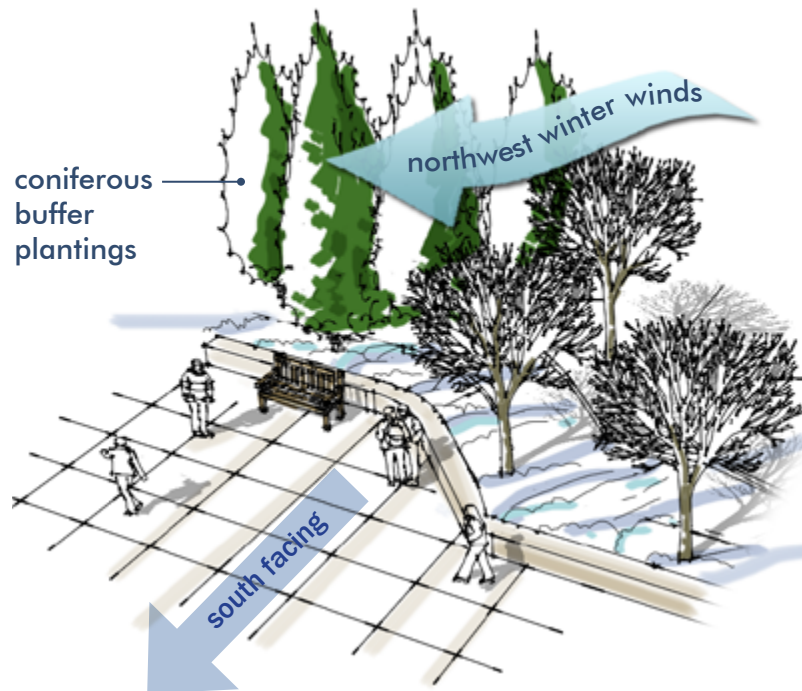 northwest winter winds
coniferous
buffer
plantings
south facing